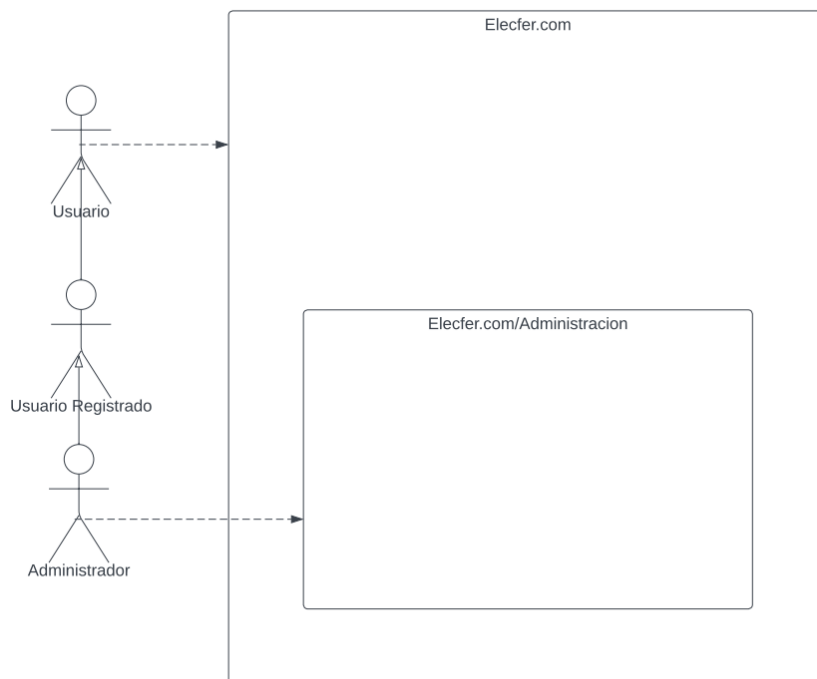 Elecfer.com
Usuario
Elecfer.com/Administracion
Usuario Registrado
Administrador